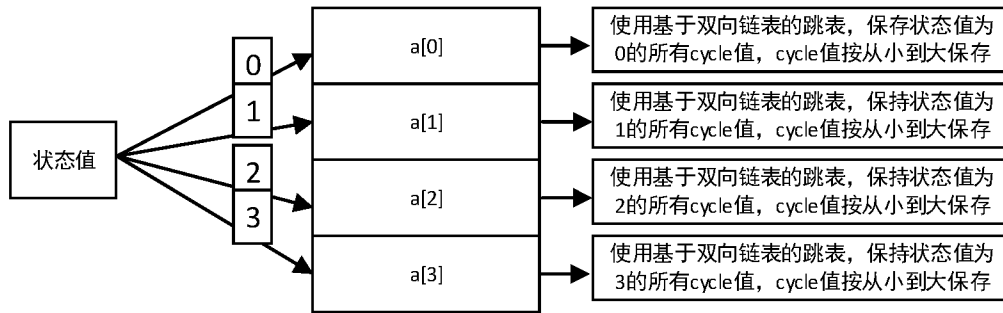 状态值
0
1
2
3
a[0]
a[1]
a[2]
a[3]
使用基于双向链表的跳表，保存状态值为
0的所有cycle值，cycle值按从小到大保存
使用基于双向链表的跳表，保持状态值为
1的所有cycle值，cycle值按从小到大保存
使用基于双向链表的跳表，保持状态值为
2的所有cycle值，cycle值按从小到大保存
使用基于双向链表的跳表，保持状态值为
3的所有cycle值，cycle值按从小到大保存